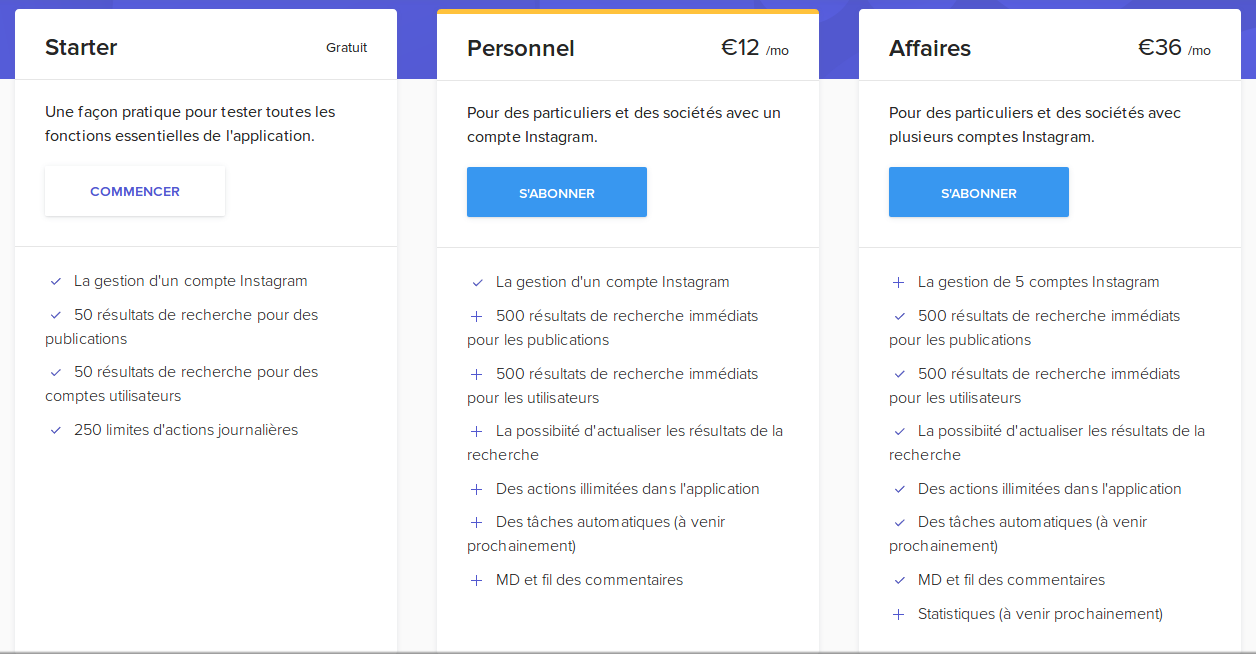 Starter
Gratuit
Une façon pratique pour tester toutes les
fonctions essentielles de l'application.
COMMENCER
La gestion d'un compte Instagram
50 résultats de recherche pour des
publications
50 résultats de recherche pour des
comptes utilisateurs
250 limites d'actions journalières
Personnel
€12 /mo
Pour des particuliers et des sociétés avec un
compte Instagram.
S'ABONNER
La gestion d'un compte Instagram
500 résultats de recherche immédiats
pour les publications
500 résultats de recherche immédiats
pour les utilisateurs
La possibiité d'actualiser les résultats de la
recherche
Des actions illimitées dans l'application
Des tâches automatiques (à venir
prochainement)
MD et fil des commentaires
Affaires
€36 /mo
Pour des particuliers et des sociétés avec
plusieurs comptes Instagram.
S'ABONNER
La gestion de 5 comptes Instagram
500 résultats de recherche immédiats
pour les publications
500 résultats de recherche immédiats
pour les utilisateurs
La possibiité d'actualiser les résultats de la
recherche
Des actions illimitées dans l'application
Des tâches automatiques (à venir
prochainement)
MD et fil des commentaires
Statistiques (à venir prochainement)